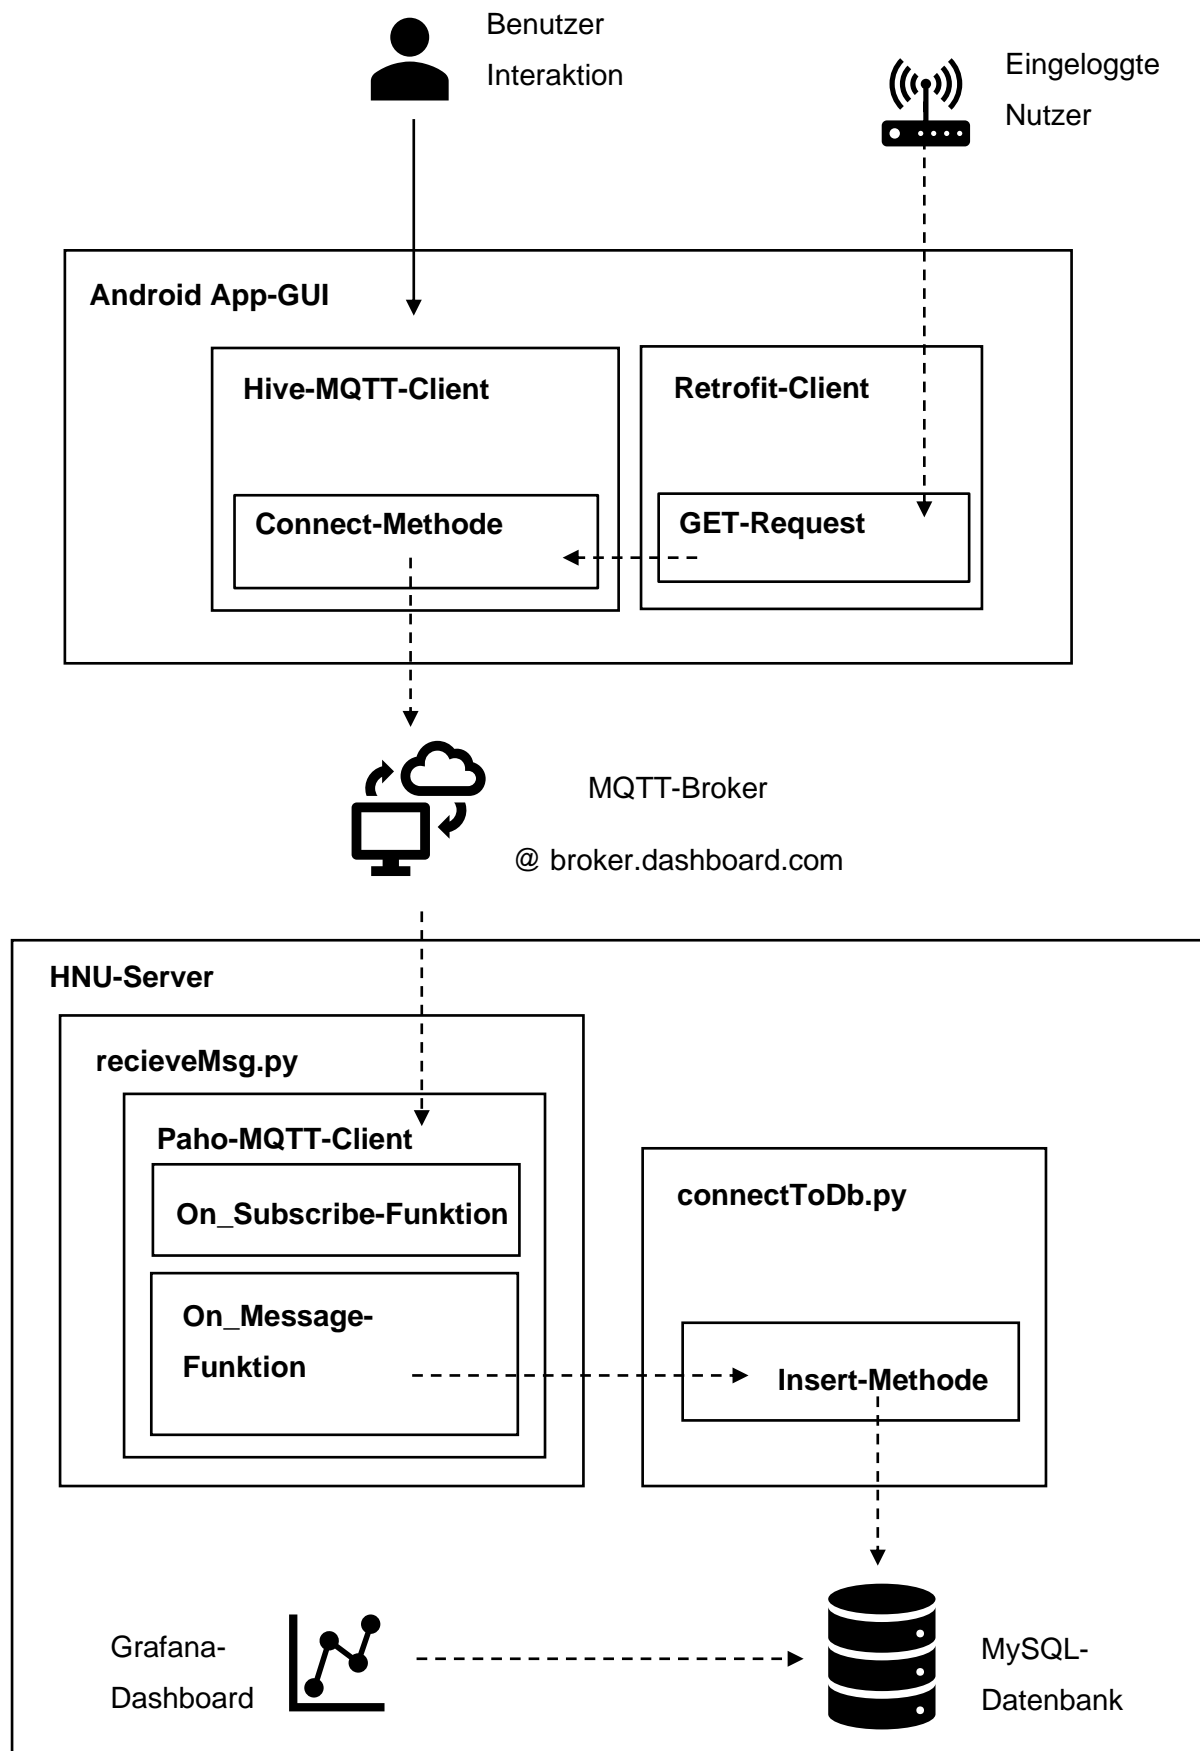 Benutzer
Interaktion
Eingeloggte
Nutzer
Android App-GUI
Hive-MQTT-Client
Retrofit-Client
Connect-Methode
GET-Request
MQTT-Broker
@ broker.dashboard.com
HNU-Server
recieveMsg.py
Paho-MQTT-Client
On_Subscribe-Funktion
connectToDb.py
On_Message-
Funktion
Insert-Methode
Grafana-
Dashboard
MySQL-
Datenbank